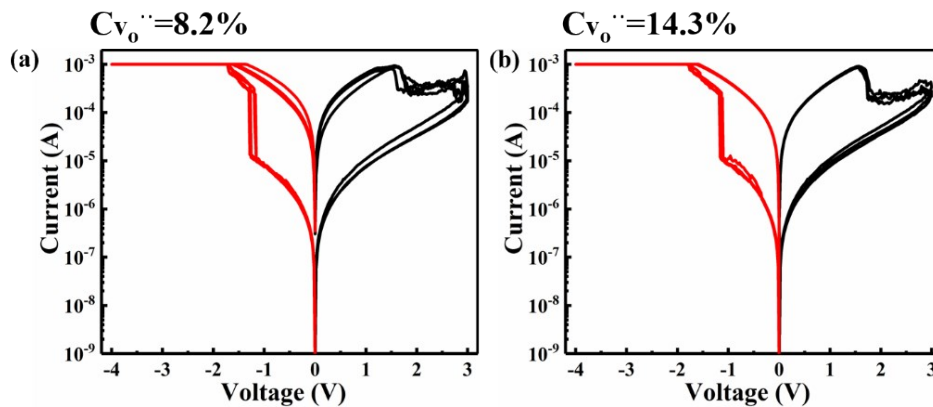 Cv₀¨=8.2%
Cv₀¨=14.3%
(a)
10⁻³
10⁻⁴
10⁻⁵
10⁻⁶
10⁻⁷
10⁻⁸
10⁻⁹
Current (A)
-4 -3 -2 -1 0 1 2 3
Voltage (V)
(b)
10⁻³
10⁻⁴
10⁻⁵
10⁻⁶
10⁻⁷
10⁻⁸
10⁻⁹
Current (A)
-4 -3 -2 -1 0 1 2 3
Voltage (V)